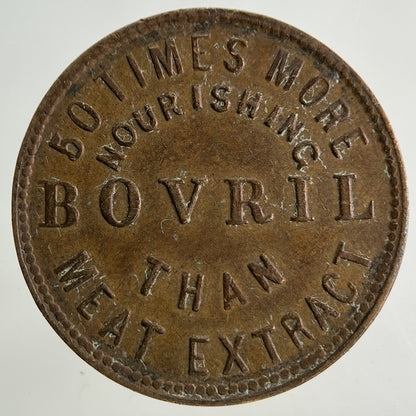 50 TIMES MORE
NOURISHING
BOVRIL
THAN
MEAT EXTRACT